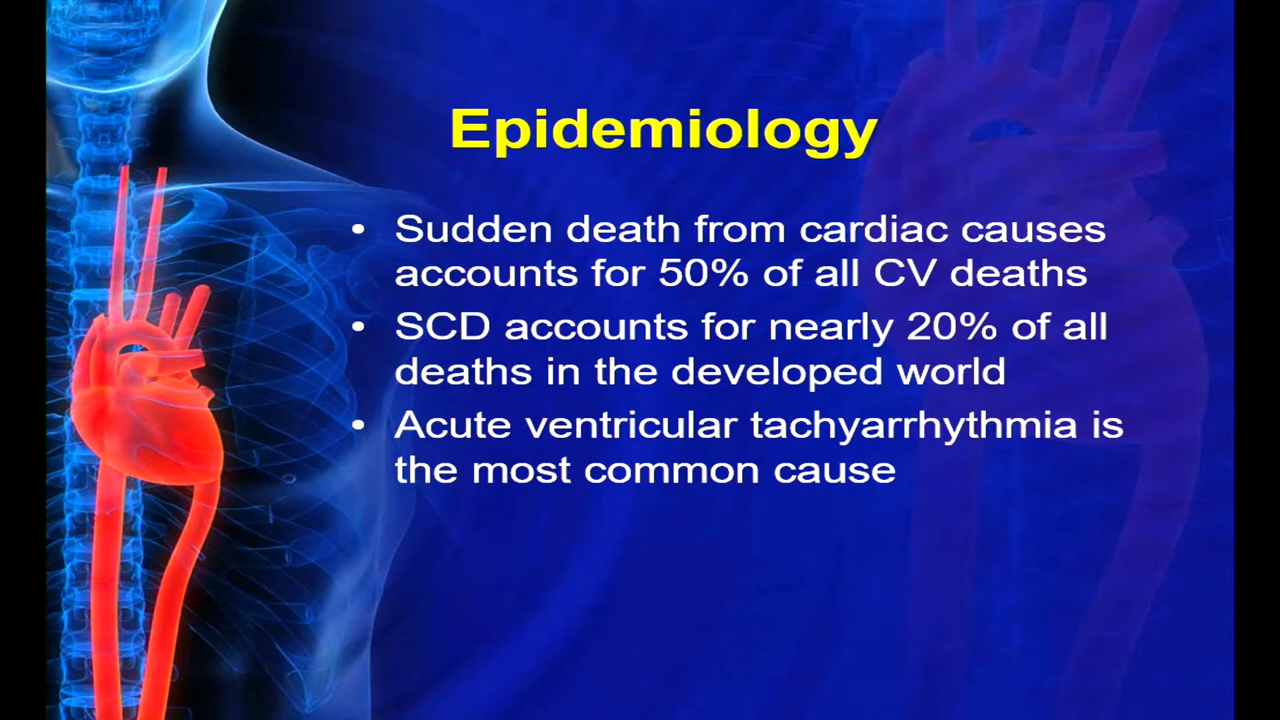 Epidemiology
• Sudden death from cardiac causes
accounts for 50% of all CV deaths
• SCD accounts for nearly 20% of all
deaths in the developed world
• Acute ventricular tachyarrhythmia is
the most common cause